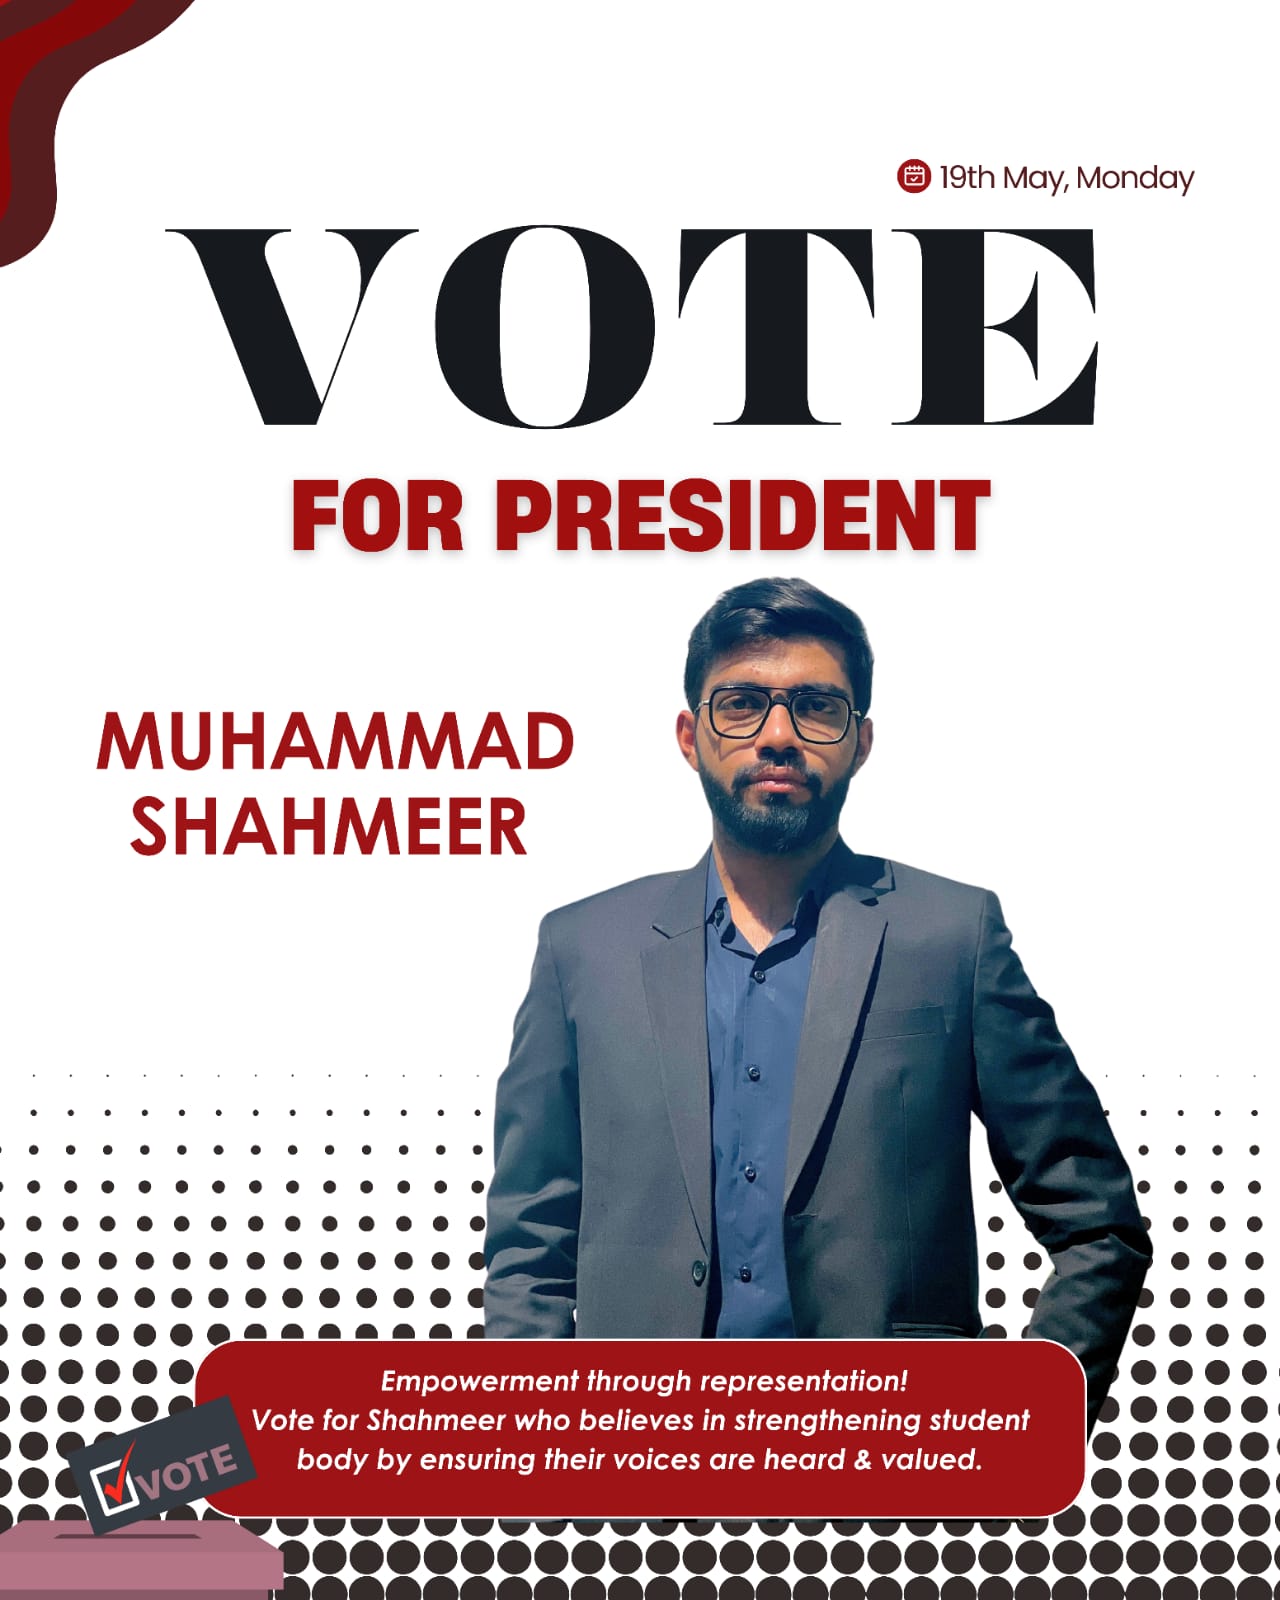 19th May, Monday
VOTE
FOR PRESIDENT
MUHAMMAD
SHAHMEER
Empowerment through representation!
Vote for Shahmeer who believes in strengthening student
body by ensuring their voices are heard & valued.
VOTE